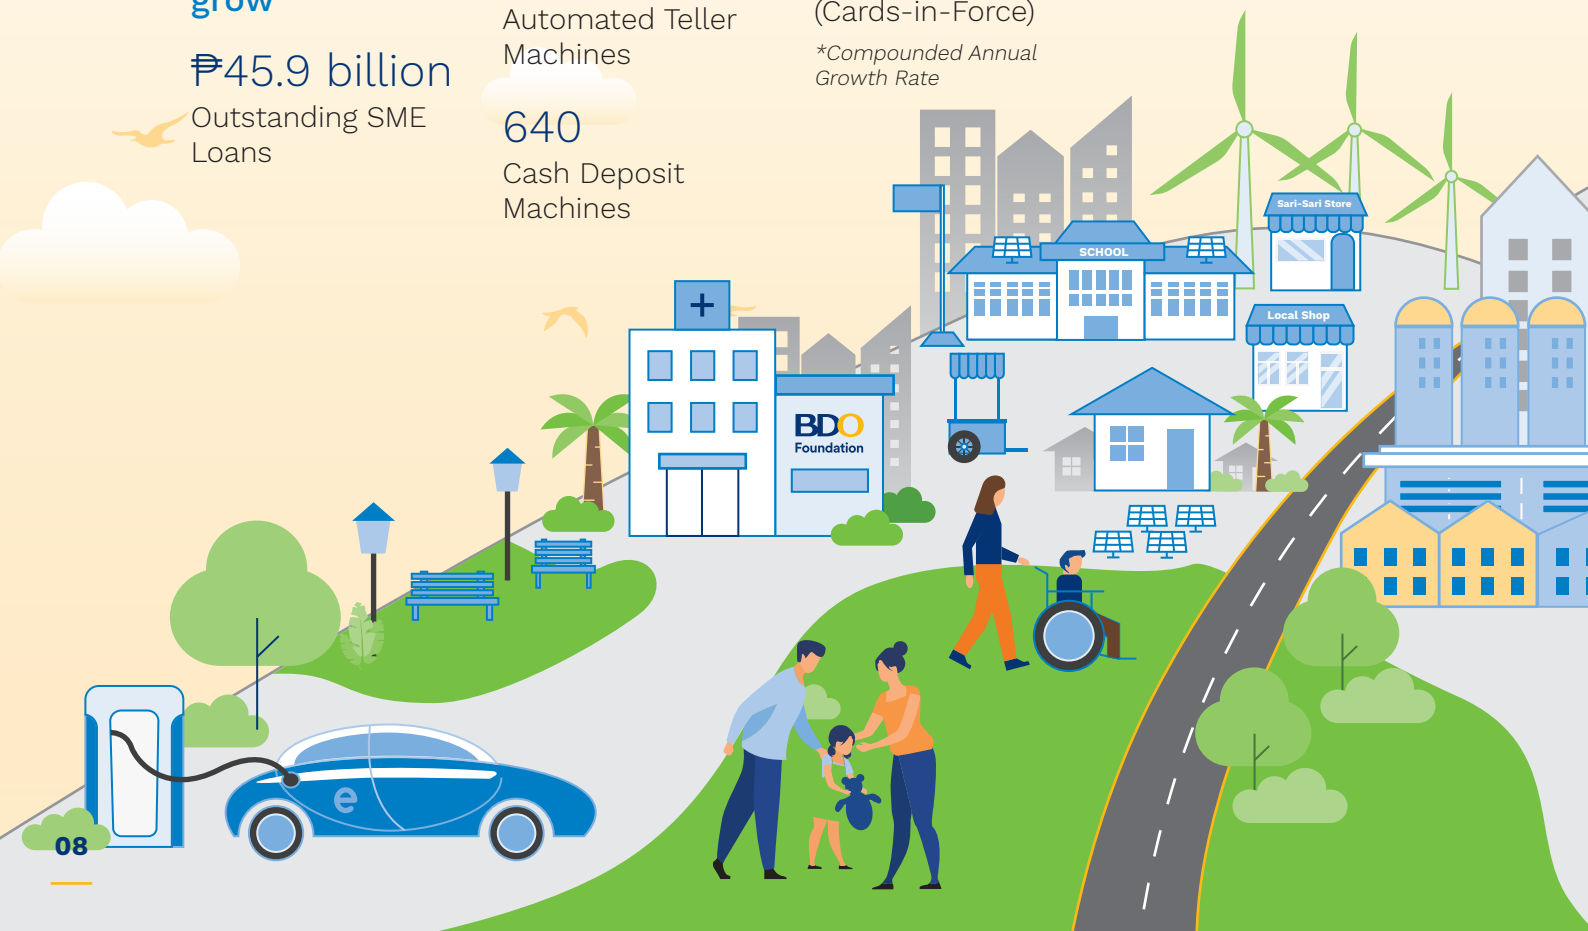 grow
₱45.9 billion
Outstanding SME
Loans
Automated Teller
Machines
640
Cash Deposit
Machines
(Cards-in-Force)
*Compounded Annual
Growth Rate
Sari-Sari Store
SCHOOL
Local Shop
BDO
Foundation
e
08